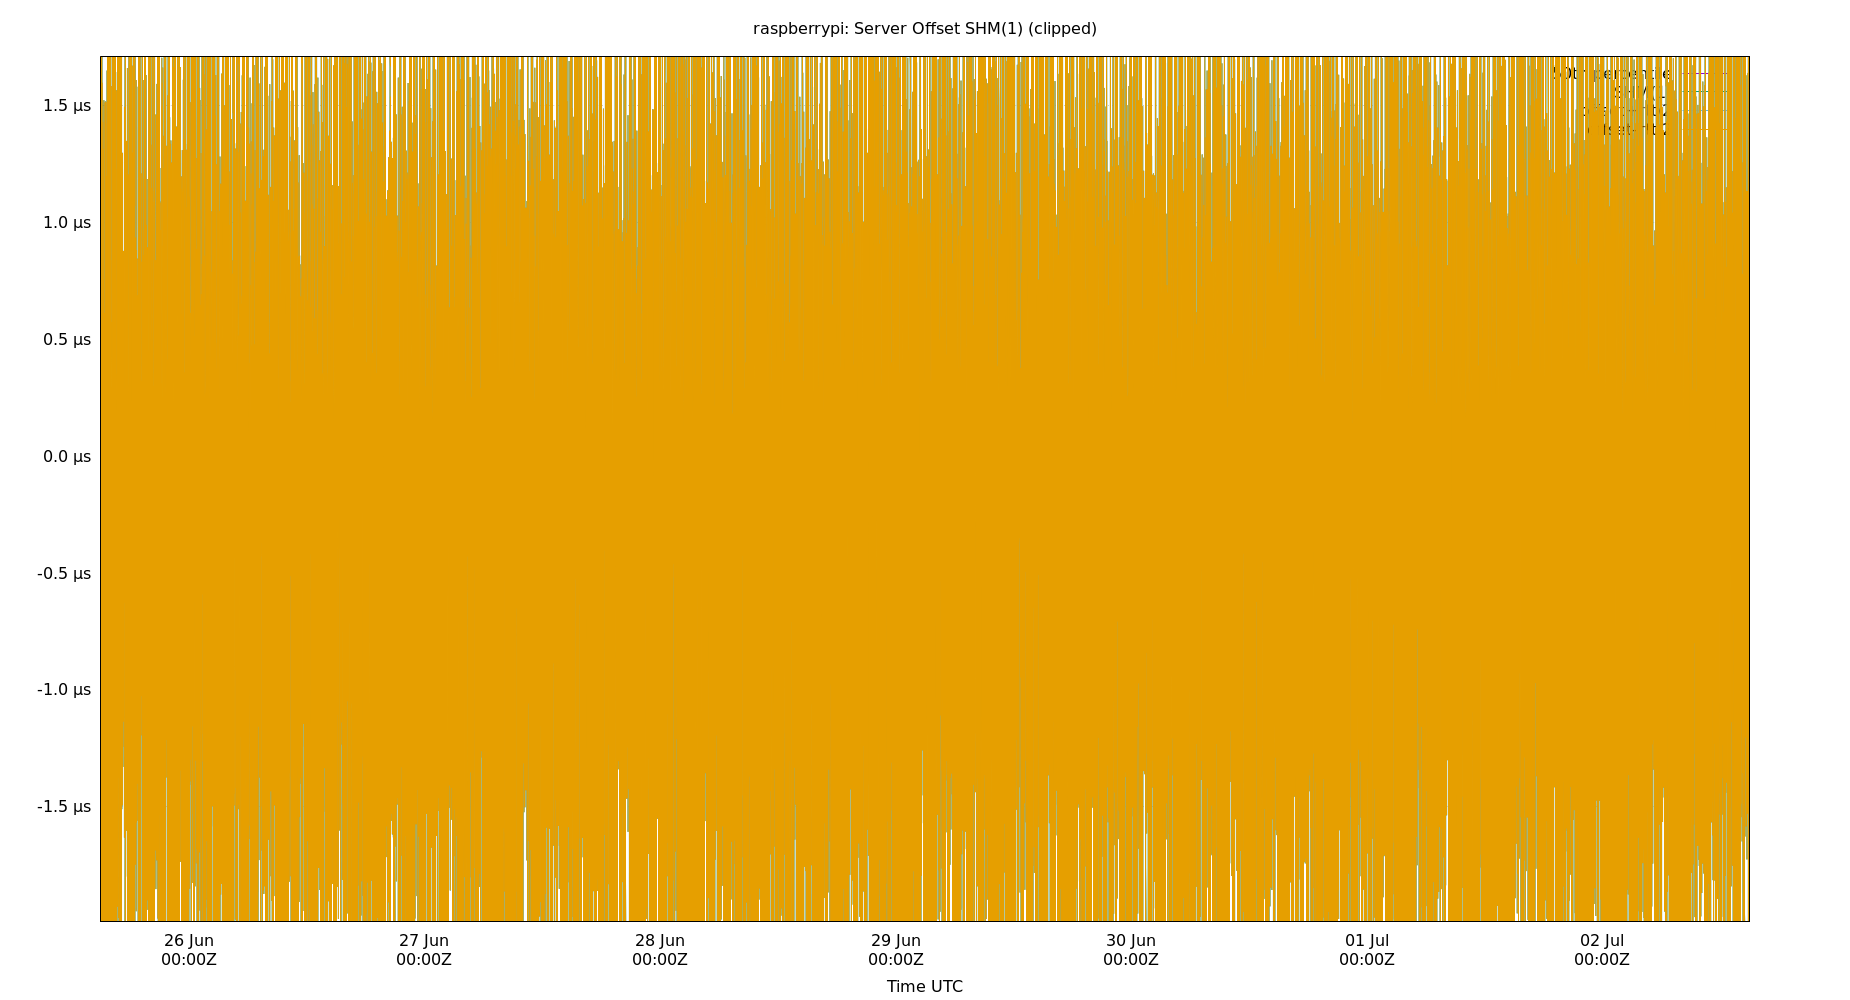 raspberrypi: Server Offset SHM(1) (clipped)
1.5 µs
1.0 µs
0.5 µs
0.0 µs
-0.5 µs
-1.0 µs
-1.5 µs
26 Jun 27 Jun 28 Jun 29 Jun 30 Jun 01 Jul 02 Jul
00:00Z 00:00Z 00:00Z 00:00Z 00:00Z 00:00Z 00:00Z
Time UTC